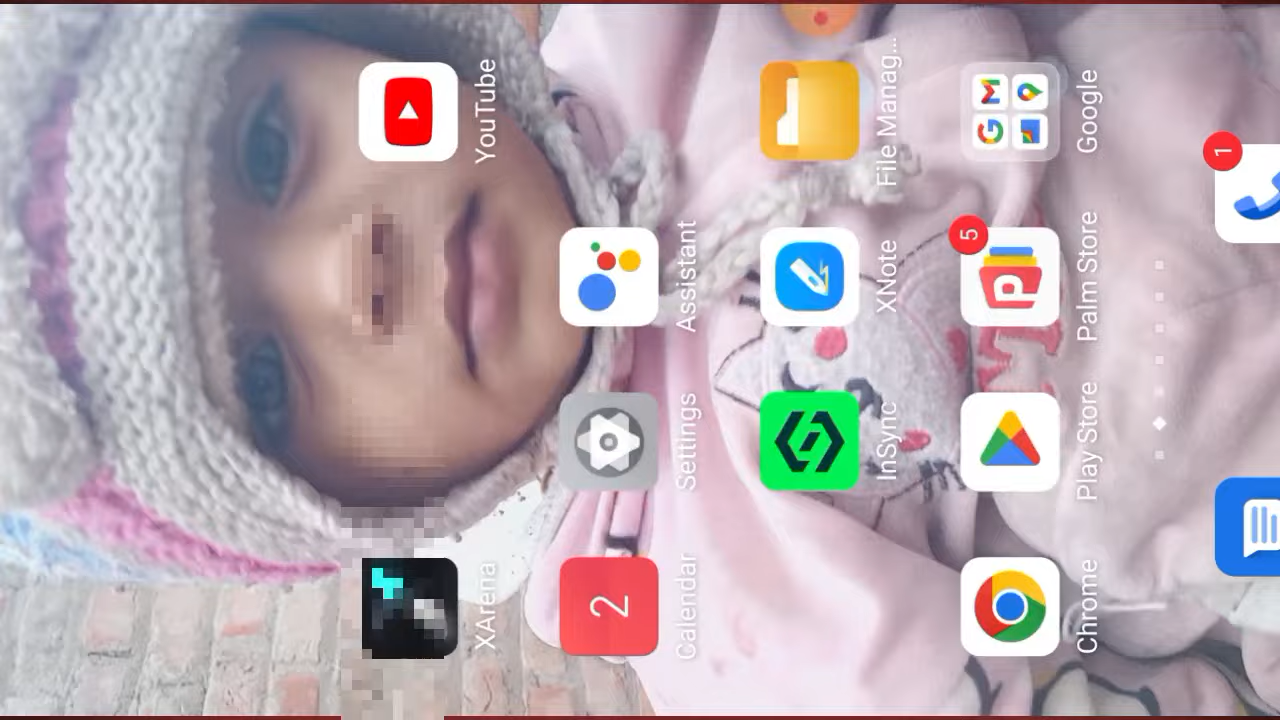 XArena YouTube
2
Calendar Settings Assistant
InSync XNote File Manag...
5
Chrome Play Store Palm Store Google
1